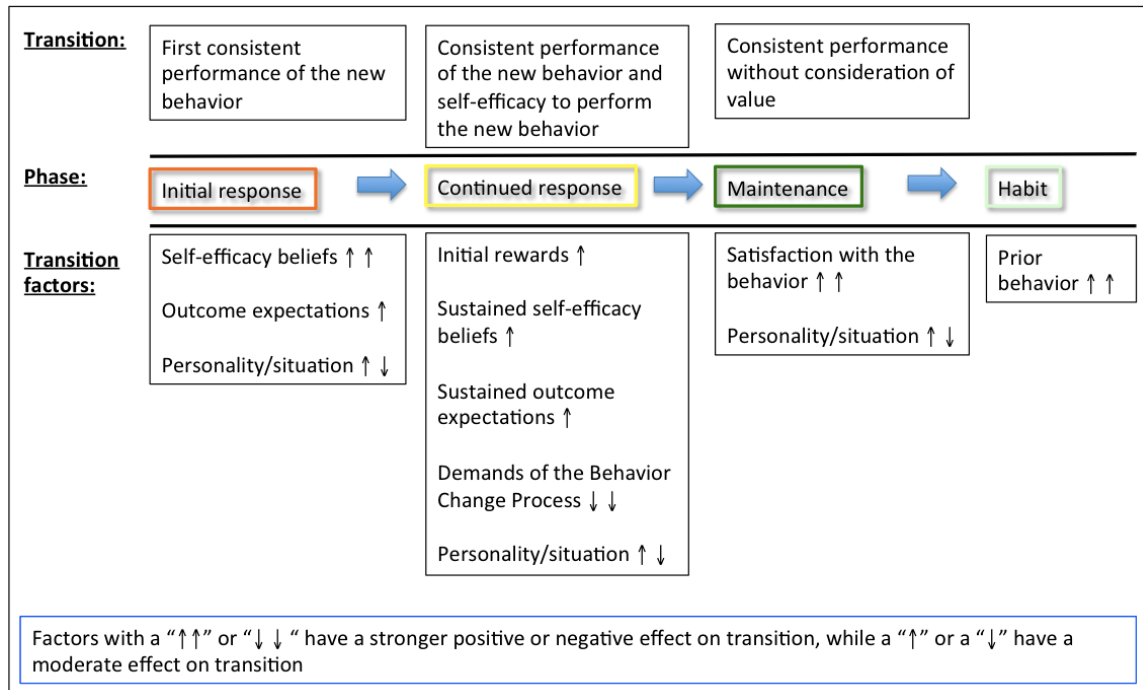 Transition:
First consistent
performance of the new
behavior
Consistent performance
of the new behavior and
self-efficacy to perform
the new behavior
Consistent performance
without consideration of
value
Phase:
Initial response
Continued response
Maintenance
Habit
Transition
factors:
Self-efficacy beliefs ↑ ↑
Outcome expectations ↑
Personality/situation ↑ ↓
Initial rewards ↑
Sustained self-efficacy
beliefs ↑
Sustained outcome
expectations ↑
Demands of the Behavior
Change Process ↓ ↓
Personality/situation ↑ ↓
Satisfaction with the
behavior ↑ ↑
Personality/situation ↑ ↓
Prior
behavior ↑ ↑
Factors with a “↑↑” or “↓ ↓ “ have a stronger positive or negative effect on transition, while a “↑” or a “↓” have a
moderate effect on transition